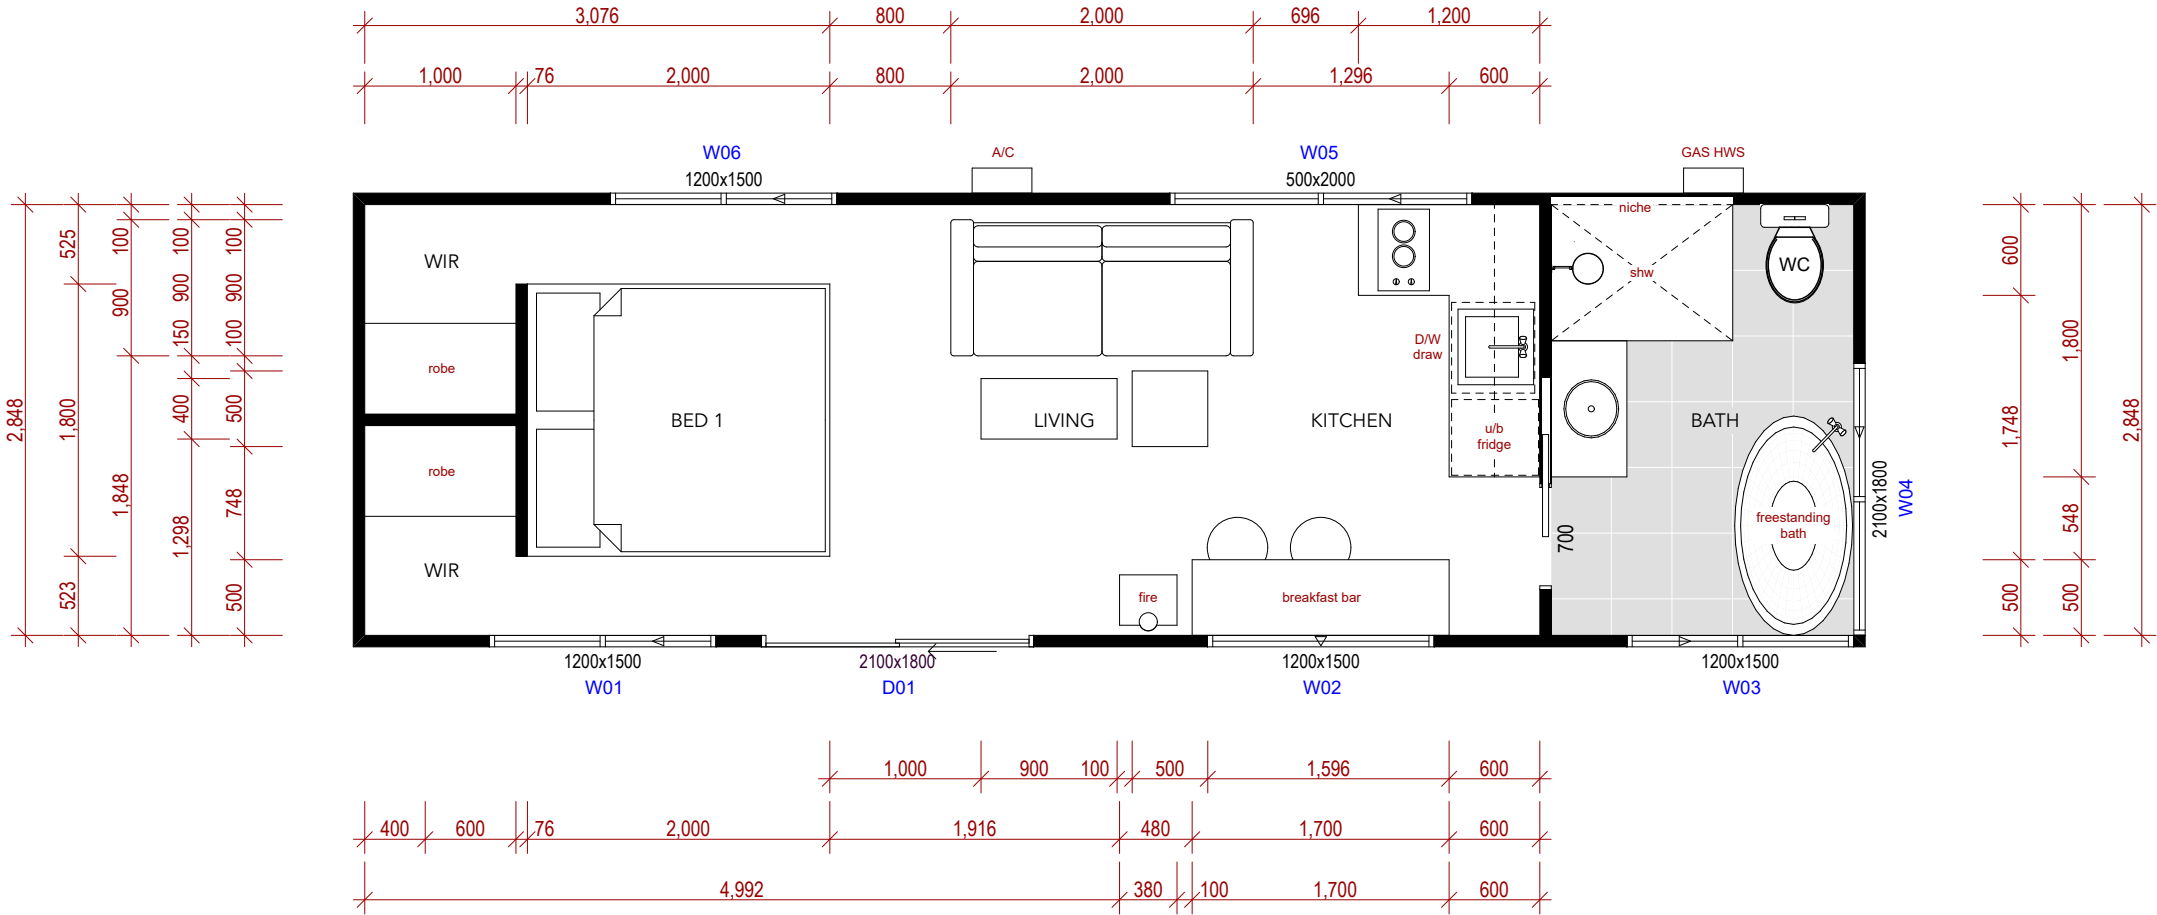 3,076 800 2,000 696 1,200
1,000 76 2,000 800 2,000 1,296 600
W06 A/C W05 GAS HWS
1200x1500 500x2000
niche
WIR
shw
WC
D/W
draw
robe
BED 1
LIVING
KITCHEN
BATH
u/b
fridge
robe
WIR
freestanding
bath
700
fire
breakfast bar
2100x1800
W04
1200x1500 2100x1800 1200x1500 1200x1500
W01 D01 W02 W03
2,848
525
1,800
523
100
900
1,848
100
900
150
400
1,298
100
900
100
500
748
500
600
1,748
500
1,800
548
500
2,848
1,000 900 100 500 1,596 600
400 600 76 2,000 1,916 480 1,700 600
4,992 380 100 1,700 600